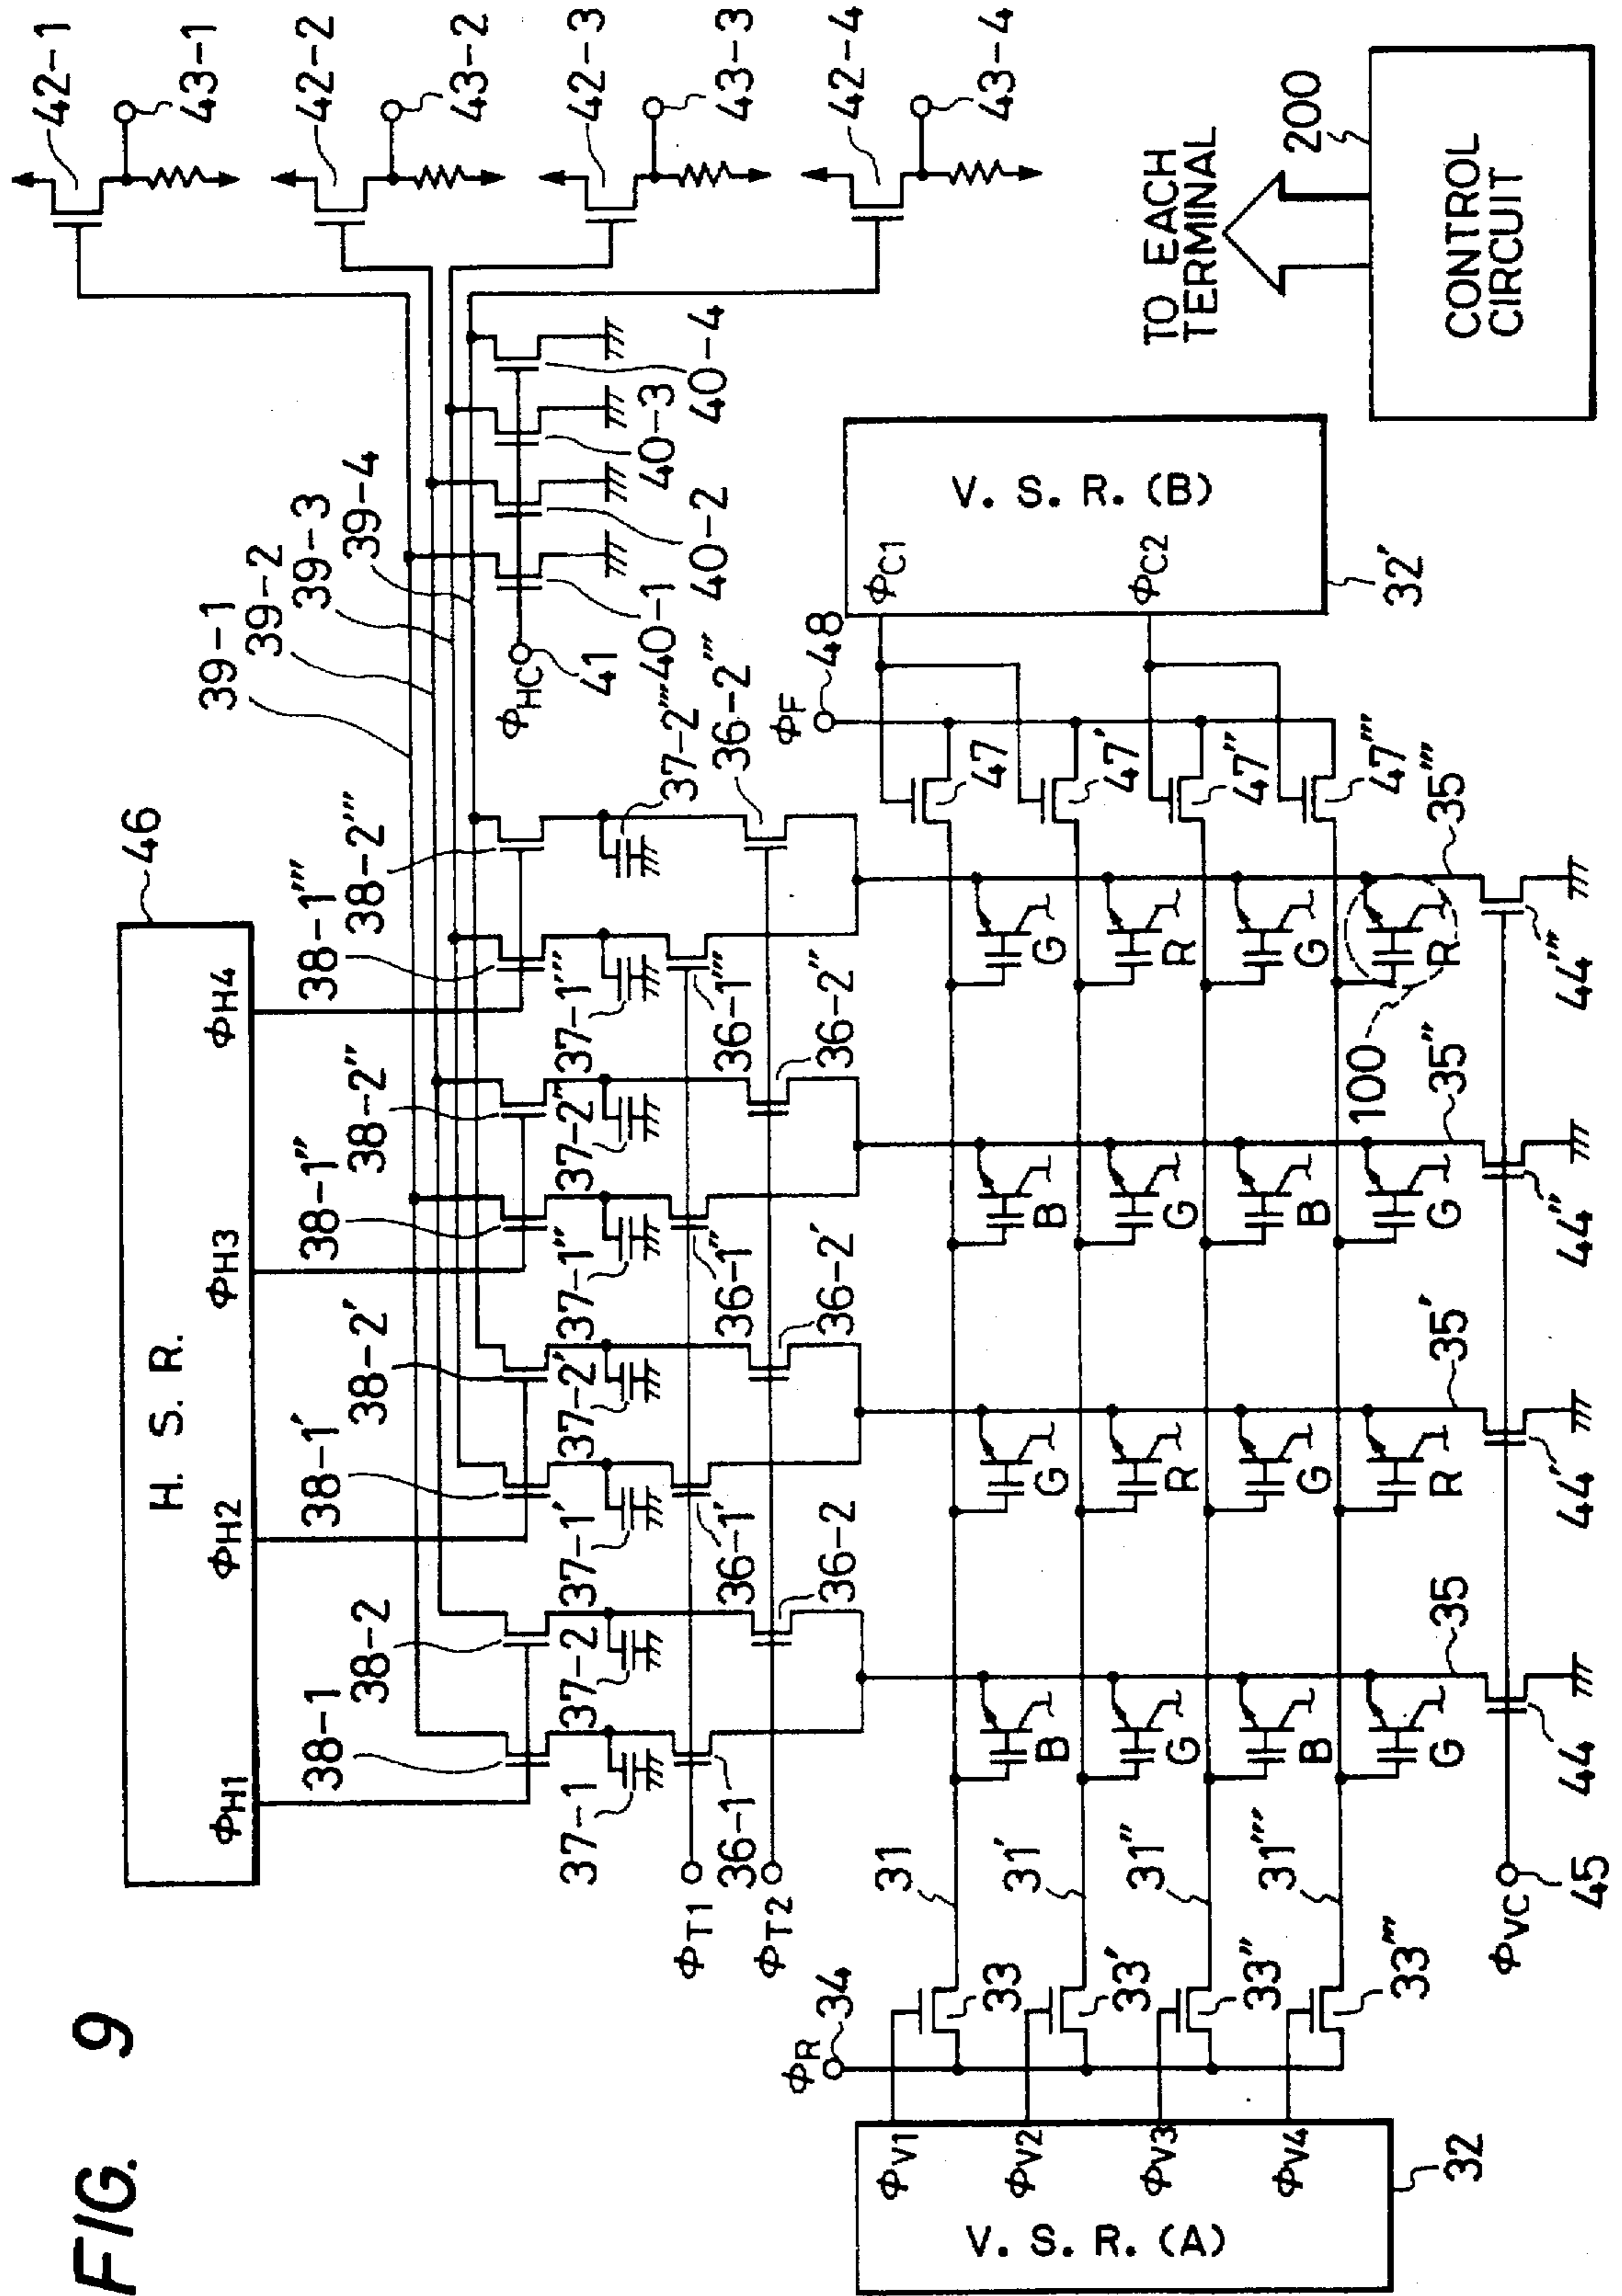 FIG. 9
46
H. S. R.
ΦH1
ΦH2
ΦH3
ΦH4
38-1
38-2
38-1'
38-2'
38-1''
38-2''
38-1'''
38-2'''
39-1
39-2
39-3
39-4
42-1
43-1
42-2
43-2
42-3
43-3
42-4
43-4
37-1
37-2
37-1'
37-2'
37-1''
37-2''
37-1'''
37-2'''
ΦHC
41
40-1
40-2
40-3
40-4
ΦT1
36-1
36-1'
36-1''
36-1'''
ΦT2
36-2
36-2'
36-2''
36-2'''
TO EACH
TERMINAL
200
CONTROL
CIRCUIT
ΦR
34
ΦF
48
V. S. R. (A)
ΦV1
ΦV2
ΦV3
ΦV4
32
33
33'
33''
33'''
31
31'
31''
31'''
B
G
B
G
G
R
G
R
B
G
B
G
G
R
G
R
100
47
47'
47''
47'''
V. S. R. (B)
ΦC1
ΦC2
32'
35
35'
35''
35'''
ΦVC
45
44
44'
44''
44'''